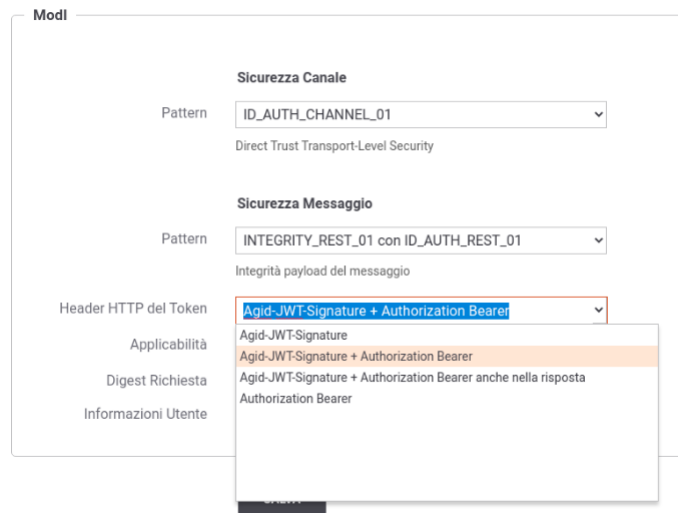 ModI
Sicurezza Canale
Pattern
ID_AUTH_CHANNEL_01
Direct Trust Transport-Level Security
Sicurezza Messaggio
Pattern
INTEGRITY_REST_01 con ID_AUTH_REST_01
Integrità payload del messaggio
Header HTTP del Token
Agid-JWT-Signature + Authorization Bearer
Agid-JWT-Signature
Applicabilità
Agid-JWT-Signature + Authorization Bearer
Agid-JWT-Signature + Authorization Bearer anche nella risposta
Digest Richiesta
Authorization Bearer
Informazioni Utente